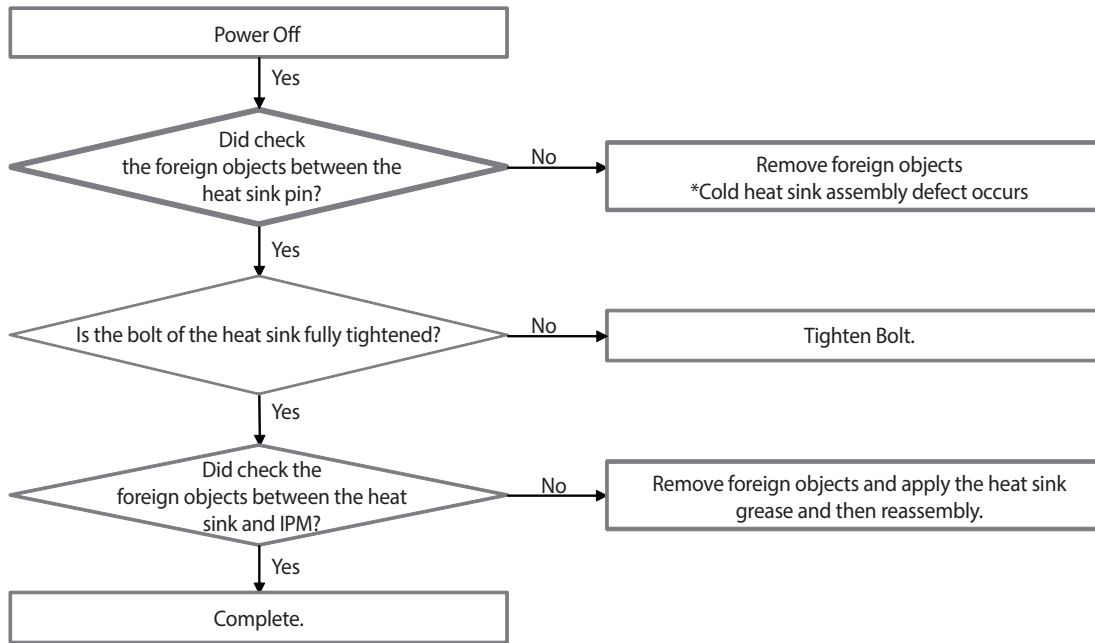 Power Off
Yes
Did check
the foreign objects between the
heat sink pin?
No
Remove foreign objects
*Cold heat sink assembly defect occurs
Yes
Is the bolt of the heat sink fully tightened?
No
Tighten Bolt.
Yes
Did check the
foreign objects between the heat
sink and IPM?
No
Remove foreign objects and apply the heat sink
grease and then reassembly.
Yes
Complete.